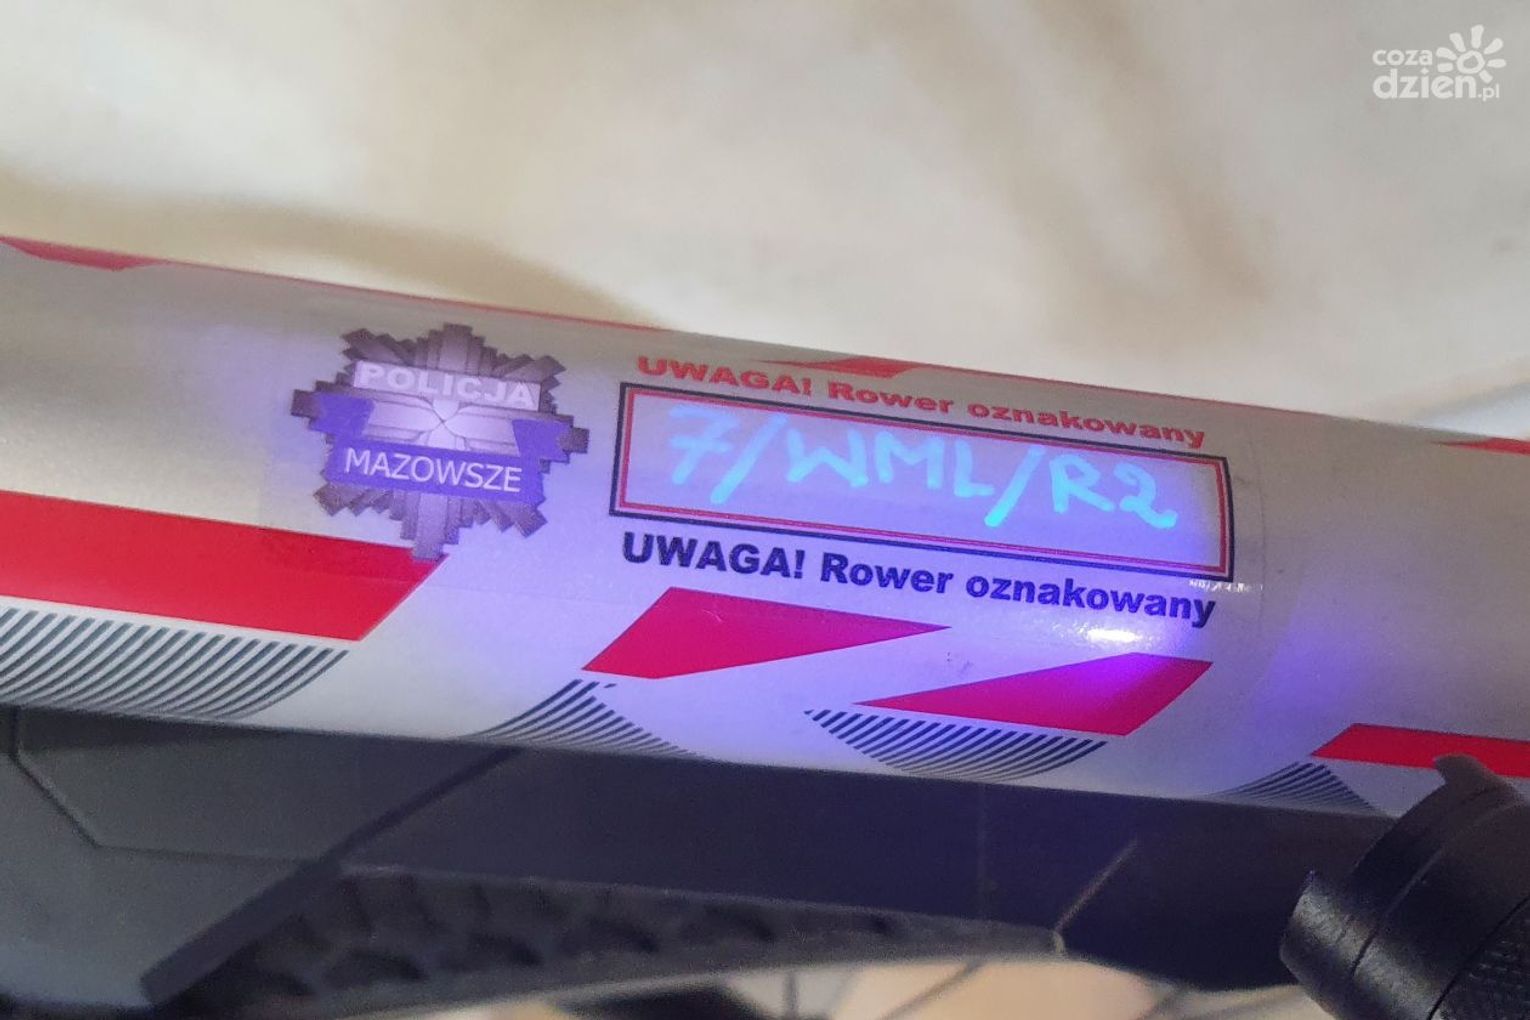 coza
dzien.pl
POLICJA
MAZOWSZE
UWAGA! Rower oznakowany
7/WML/R2
UWAGA! Rower oznakowany